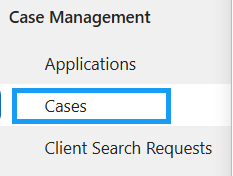 Case Management
Applications
Cases
Client Search Requests